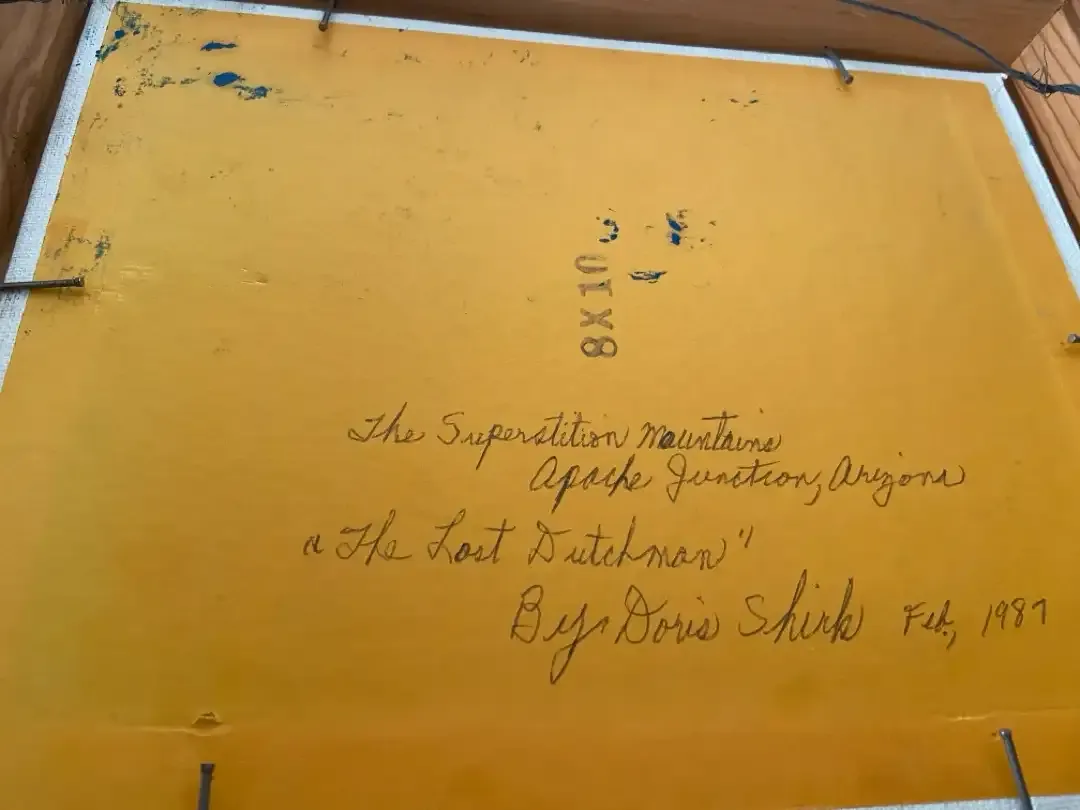 8X10
The Superstition Mountains
Apache Junction, Arizona
"The Lost Dutchman"
By: Doris Shirk Feb, 1987